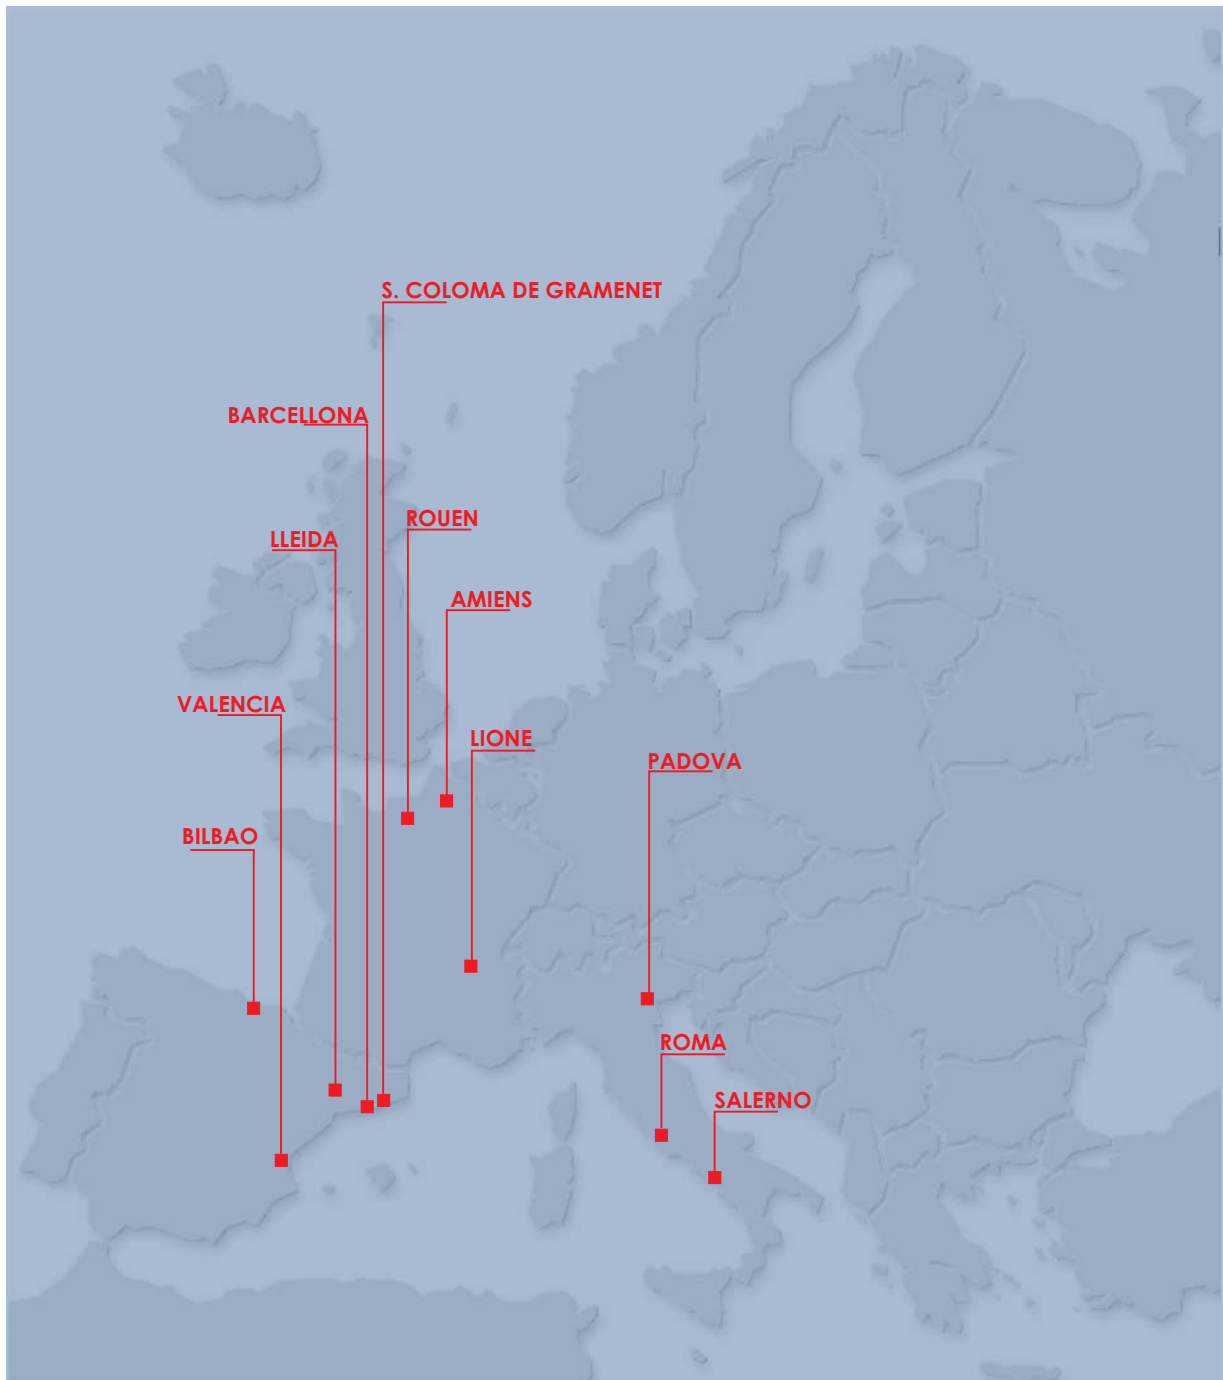 S. COLOMA DE GRAMENET
BARCELLONA
ROUEN
LLEIDA
AMIENS
VALENCIA
LIONE
PADOVA
BILBAO
ROMA
SALERNO